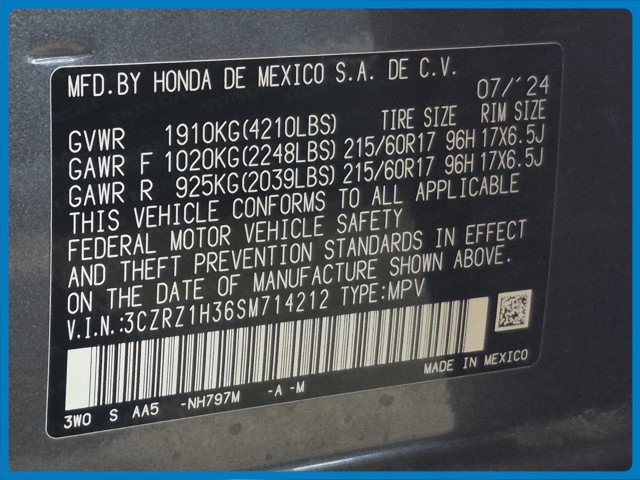 MFD.BY HONDA DE MEXICO S.A. DE C.V.
07/'24
TIRE SIZE RIM SIZE
GVWR 1910KG(4210LBS)
GAWR F 1020KG(2248LBS) 215/60R17 96H 17X6.5J
GAWR R 925KG(2039LBS) 215/60R17 96H 17X6.5J
THIS VEHICLE CONFORMS TO ALL APPLICABLE
FEDERAL MOTOR VEHICLE SAFETY
AND THEFT PREVENTION STANDARDS IN EFFECT
ON THE DATE OF MANUFACTURE SHOWN ABOVE.
V.I.N.:3CZRZ1H36SM714212 TYPE:MPV
3W0 S AA5 -NH797M -A -M
MADE IN MEXICO